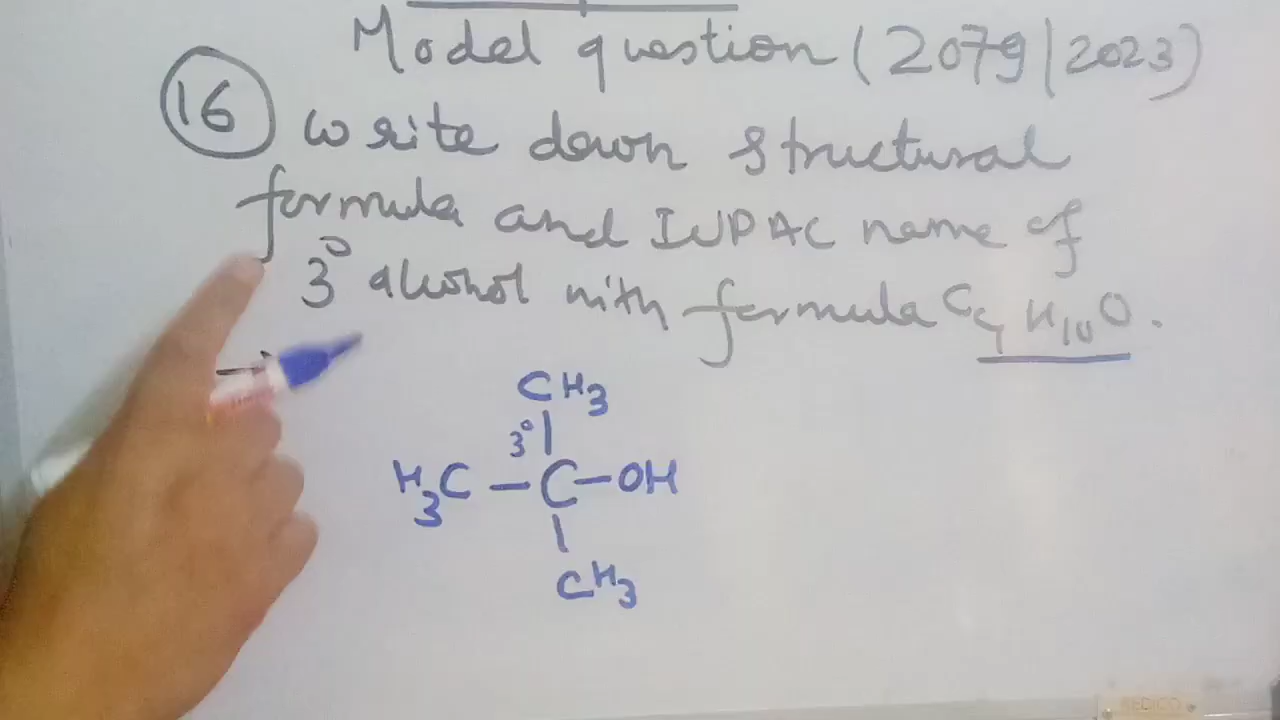 Model question (2079/2023)
16 write down structural
formula and IUPAC name of
3° alcohol with formula C4H10O.
CH3
3°
H3C - C - OH
CH3